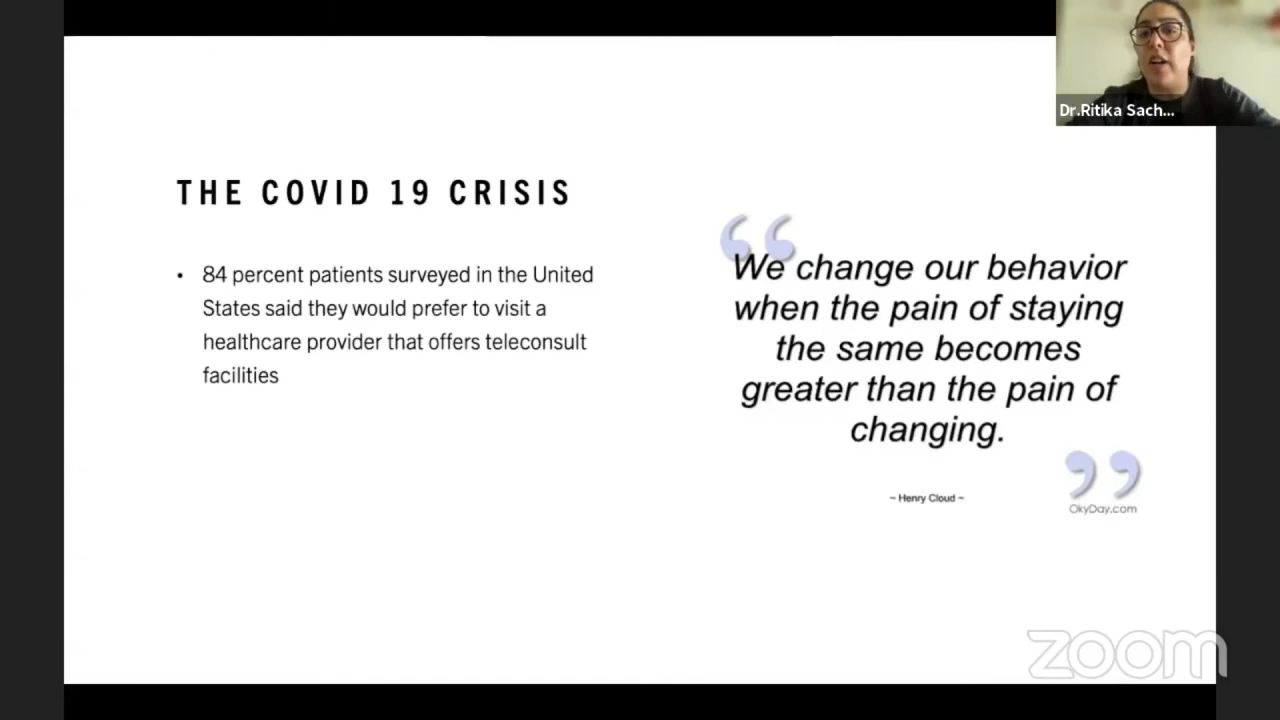 Dr.Ritika Sach...
THE COVID 19 CRISIS
• 84 percent patients surveyed in the United
States said they would prefer to visit a
healthcare provider that offers teleconsult
facilities
“
We change our behavior
when the pain of staying
the same becomes
greater than the pain of
changing.
”
~ Henry Cloud ~
OkyDay.com
zoom